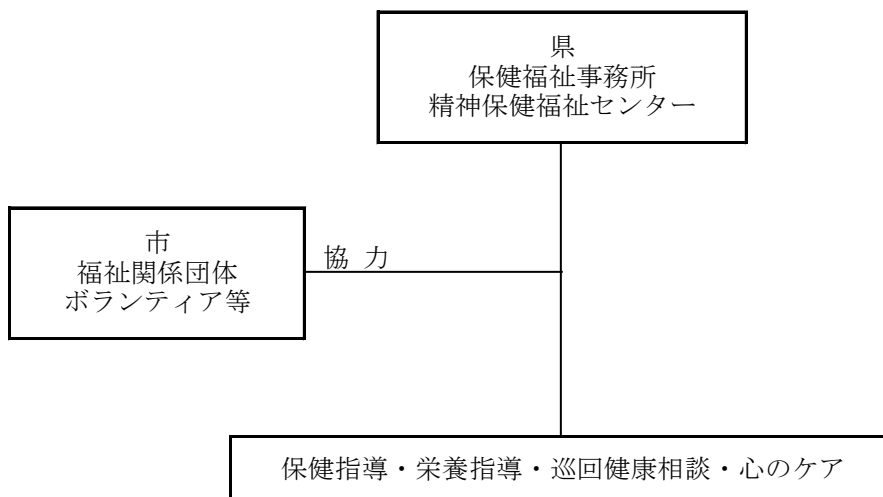 県
保健福祉事務所
精神保健福祉センター
市
福祉関係団体
ボランティア等
協 力
保健指導・栄養指導・巡回健康相談・心のケア